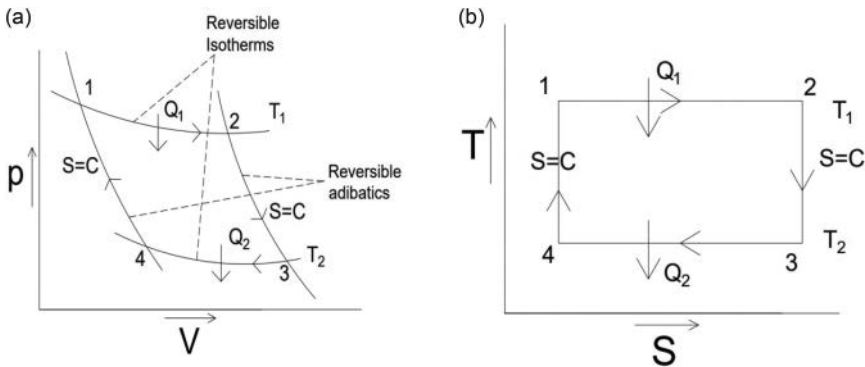 (a)
Reversible
Isotherms
1
Q1
T1
2
S=C
p
Reversible
adibatics
S=C
Q2
T2
4
3
V
(b)
Q1
1
2
T1
T
S=C
S=C
4
T2
3
Q2
S